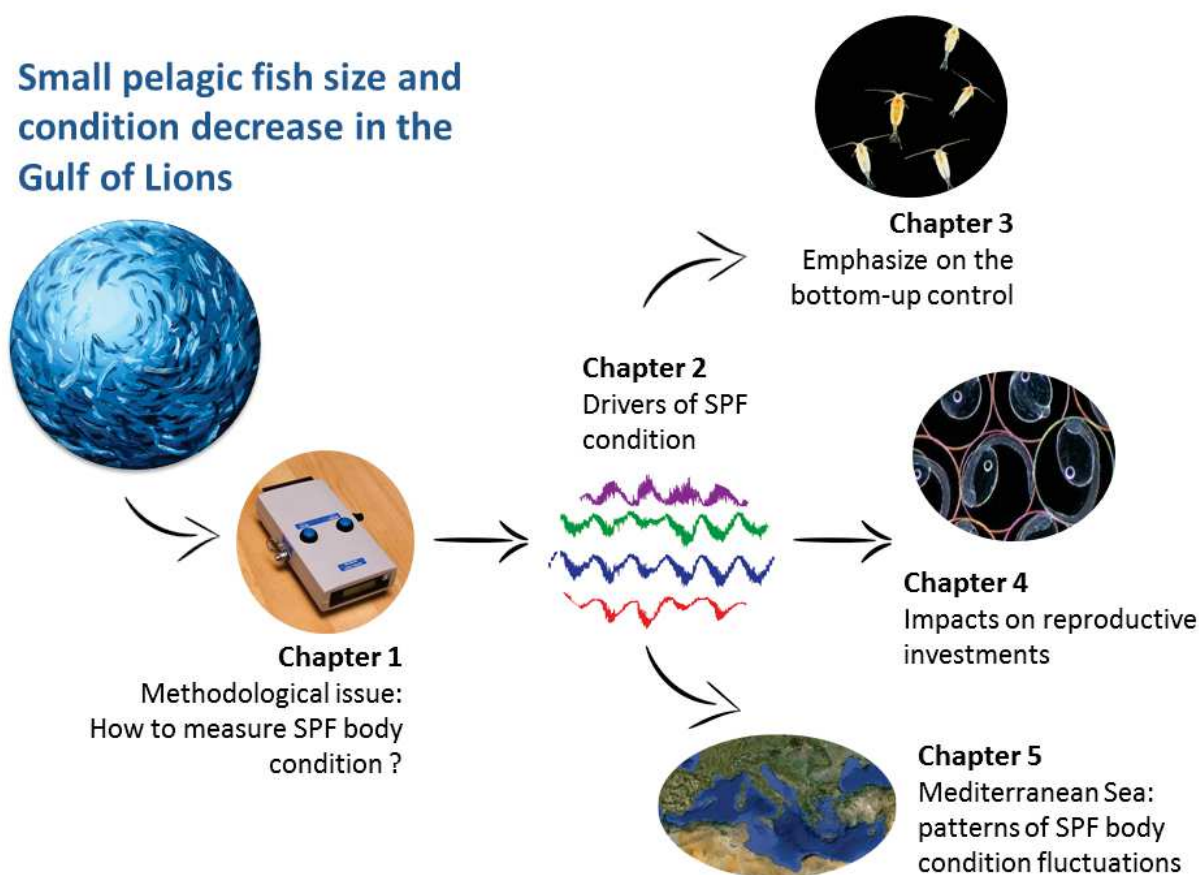 Small pelagic fish size and
condition decrease in the
Gulf of Lions
Chapter 1
Methodological issue:
How to measure SPF body
condition ?
Chapter 2
Drivers of SPF
condition
Chapter 3
Emphasize on the
bottom-up control
Chapter 4
Impacts on reproductive
investments
Chapter 5
Mediterranean Sea:
patterns of SPF body
condition fluctuations